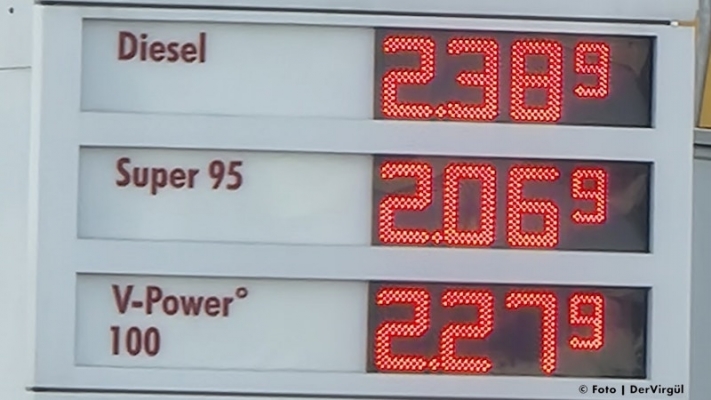 Diesel 2.38⁹
Super 95 2.06⁹
V-Power° 2.27⁹
100
© Foto | DerVirgül